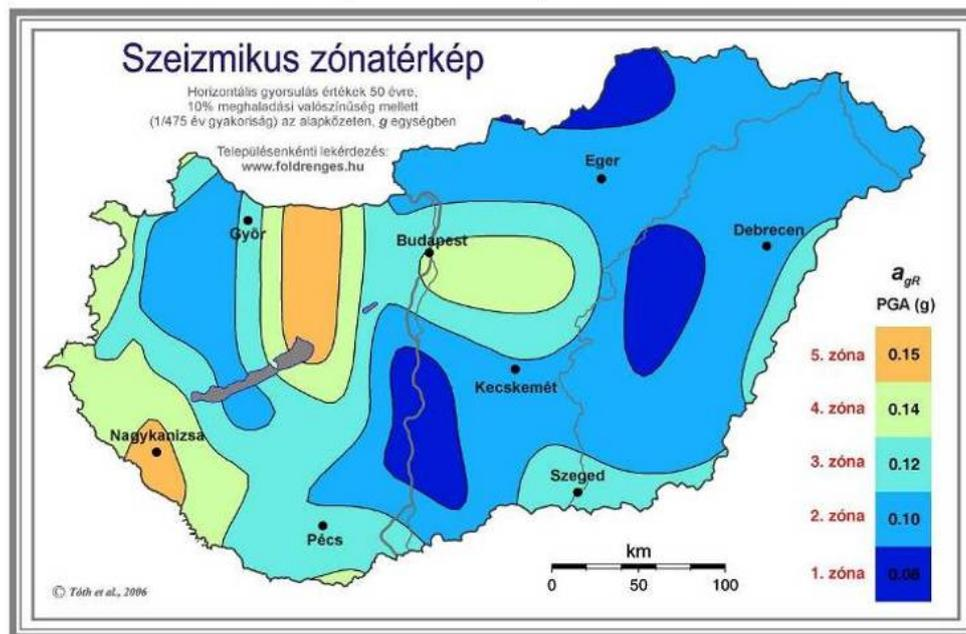 Szeizmikus zónatérkép
Horizontális gyorsulás értékek 50 évre,
10% meghaladási valószínűség mellett
(1/475 év gyakoriság) az alapkőzeten, g egységben
Településenkénti lekérdezés:
www.foldrenges.hu
Eger
Győr
Budapest
Debrecen
Kecskemét
Nagykanizsa
Szeged
Pécs
a_gR
PGA (g)
5. zóna 0.15
4. zóna 0.14
3. zóna 0.12
2. zóna 0.10
1. zóna 0.08
km
0 50 100
© Tóth et al., 2006